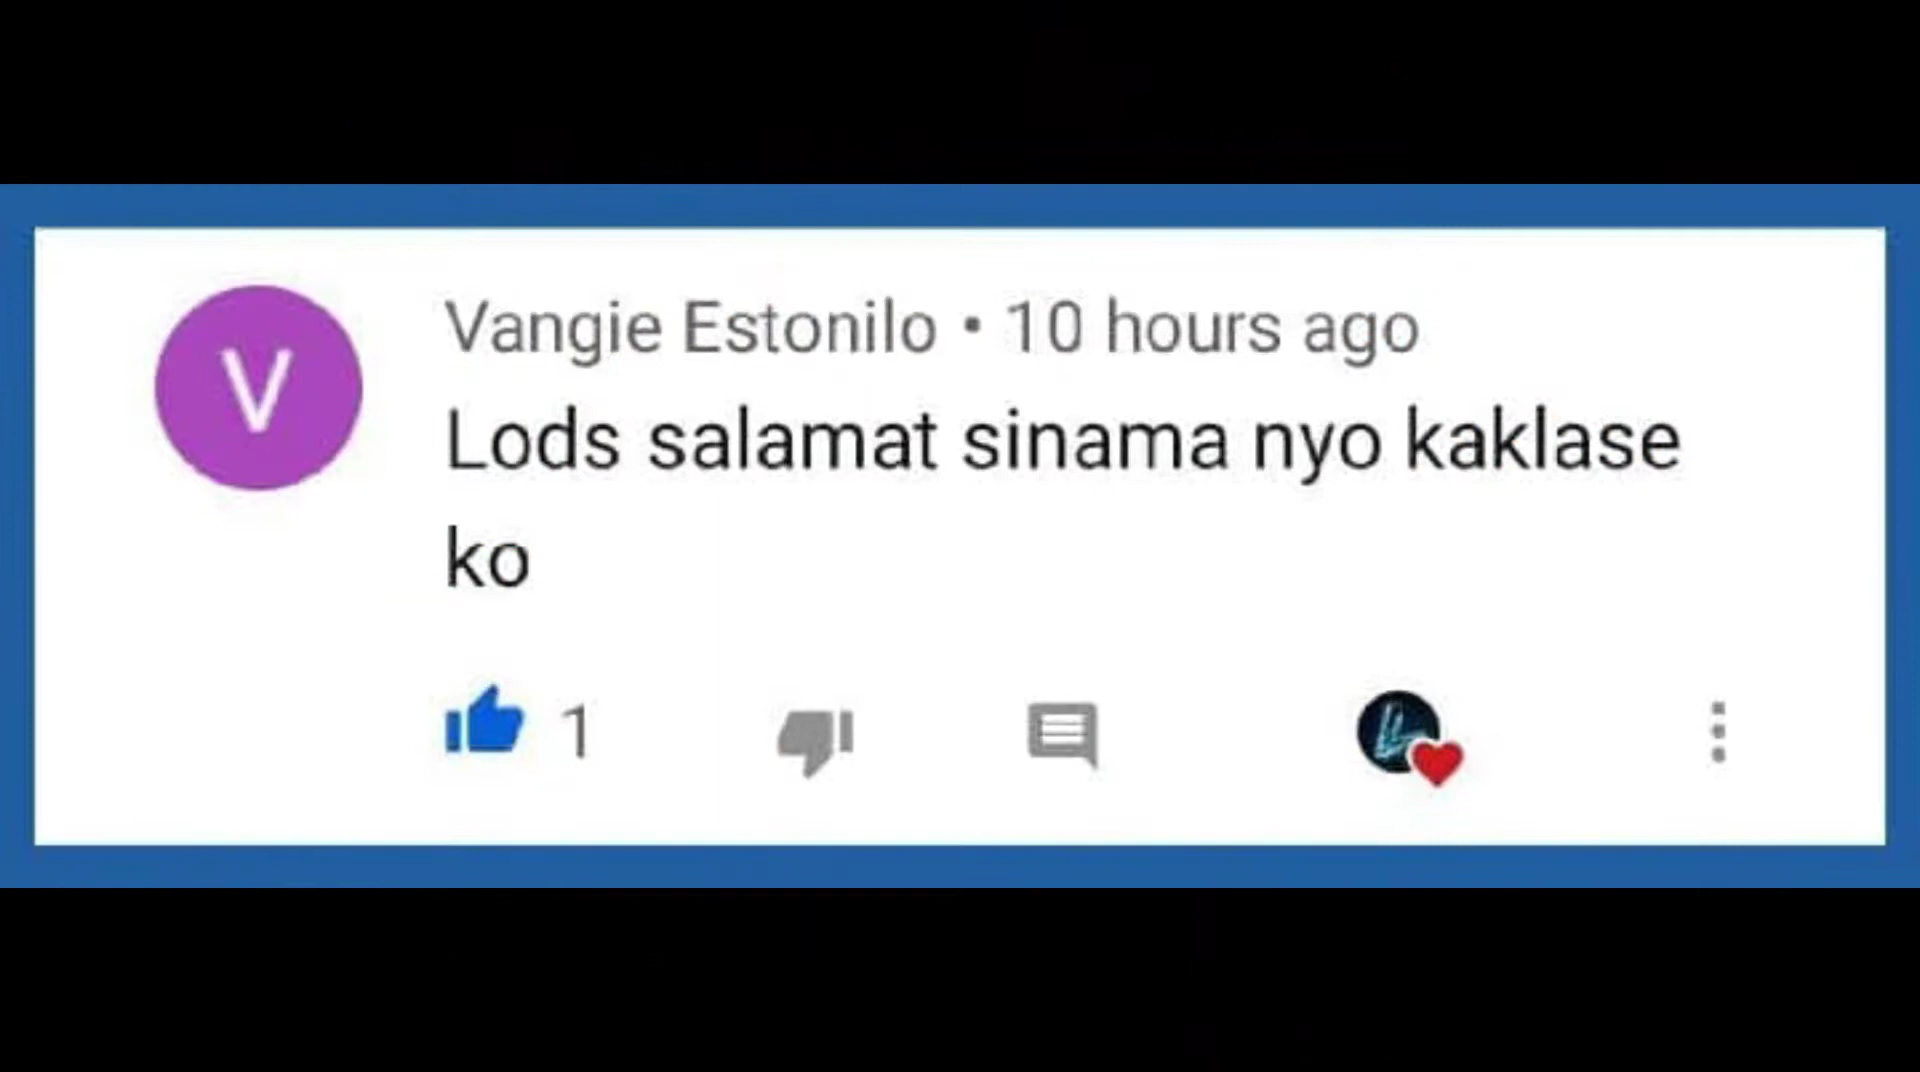 V
Vangie Estonilo • 10 hours ago
Lods salamat sinama nyo kaklase
ko
1